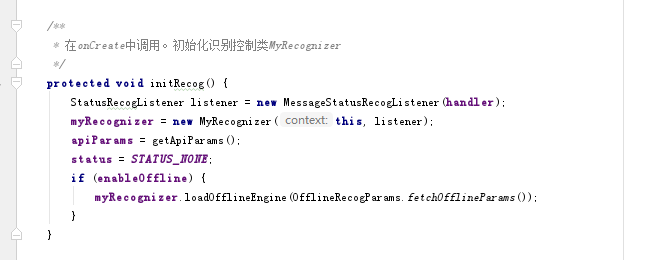 /**
* 在onCreate中调用。初始化识别控制类MyRecognizer
*/
protected void initRecog() {
StatusRecogListener listener = new MessageStatusRecogListener(handler);
myRecognizer = new MyRecognizer( context: this, listener);
apiParams = getApiParams();
status = STATUS_NONE;
if (enableOffline) {
myRecognizer.loadOfflineEngine(OfflineRecogParams.fetchOfflineParams());
}
}